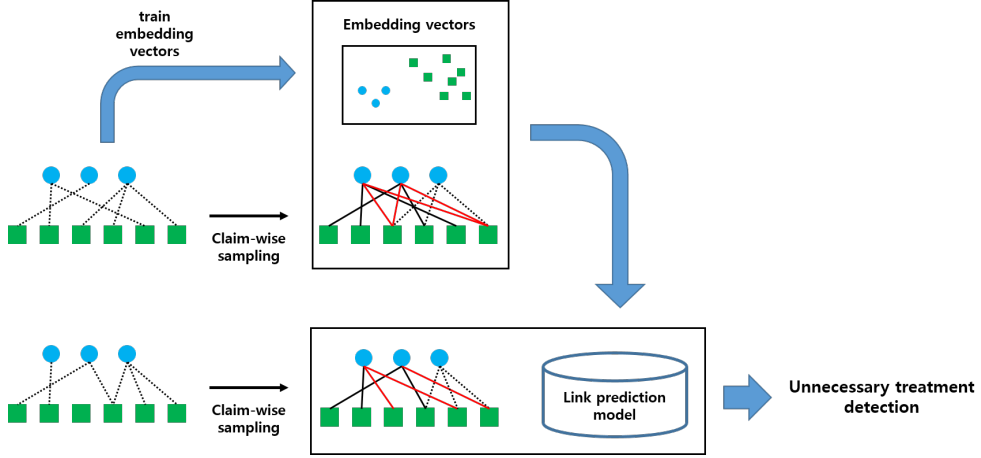 train
embedding
vectors
Embedding vectors
Claim-wise
sampling
Claim-wise
sampling
Link prediction
model
Unnecessary treatment
detection